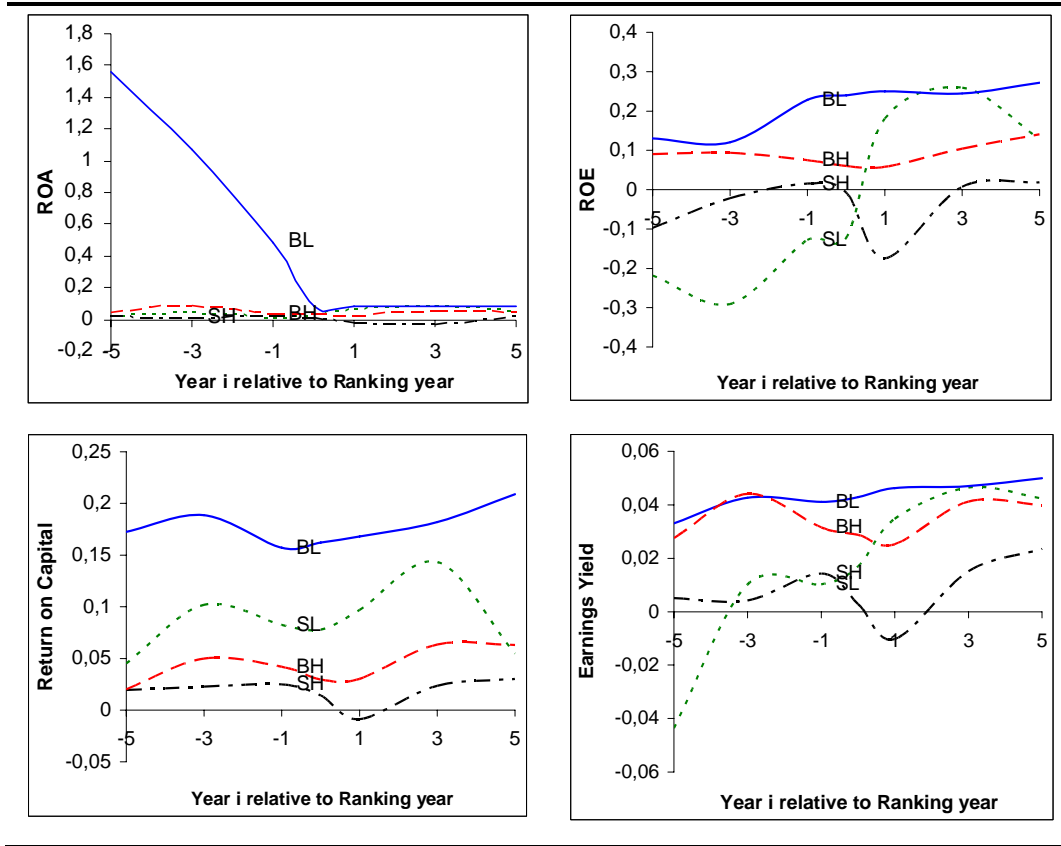 ROA
1,8
1,6
1,4
1,2
1
0,8
0,6
0,4
0,2
0
-0,2
-5 -3 -1 1 3 5
BL
BH
SH
Year i relative to Ranking year
ROE
0,4
0,3
0,2
0,1
0
-0,1
-0,2
-0,3
-0,4
-5 -3 -1 1 3 5
BL
BH
SH
SL
Year i relative to Ranking year
Return on Capital
0,25
0,2
0,15
0,1
0,05
0
-0,05
-5 -3 -1 1 3 5
BL
SL
BH
SH
Year i relative to Ranking year
Earnings Yield
0,06
0,04
0,02
0
-0,02
-0,04
-0,06
-5 -3 -1 1 3 5
BL
BH
SH
SL
Year i relative to Ranking year